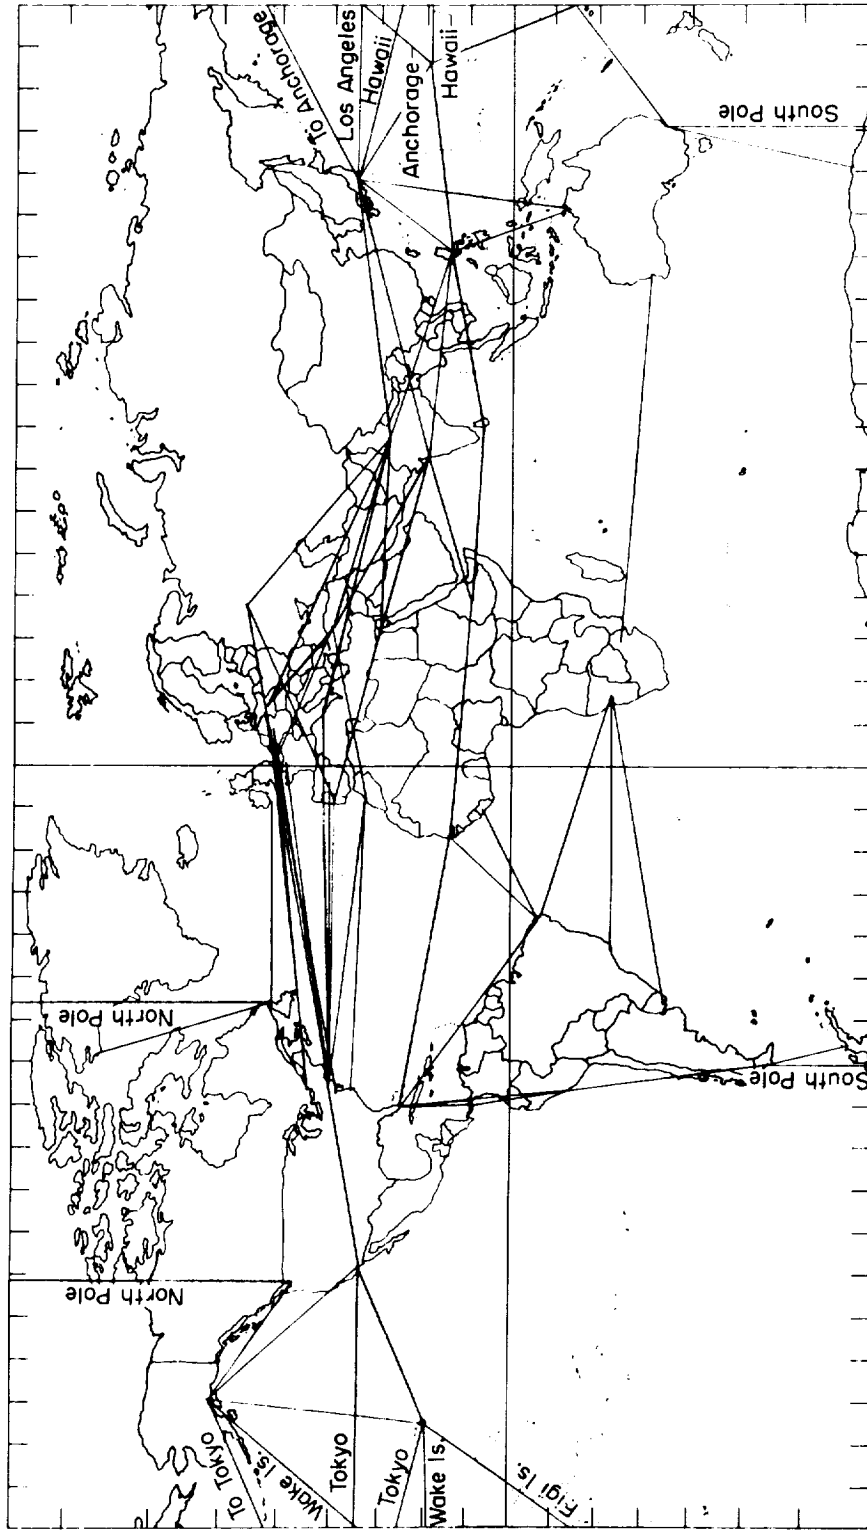 To Anchorage
Los Angeles
Hawaii
Anchorage
Hawaii
South Pole
North Pole
South Pole
North Pole
To Tokyo
Wake Is.
Tokyo
Tokyo
Wake Is.
Figi Is.